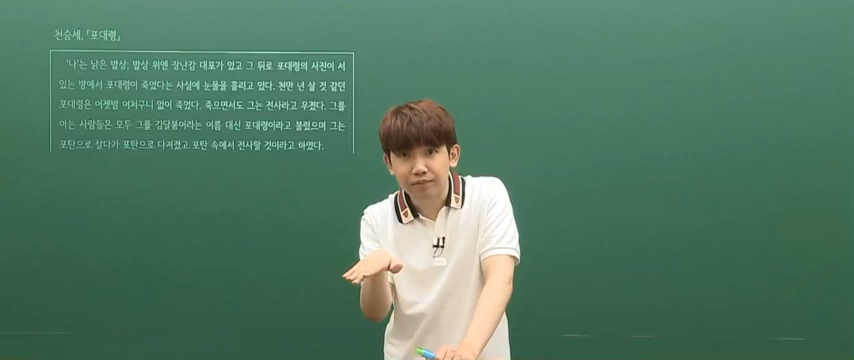 천승세, 「포대령」
'나'는 낡은 밥상, 밥상 위엔 장난감 대포가 있고 그 뒤로 포대령의 사진이 서
있는 방에서 포대령이 죽었다는 사실에 눈물을 흘리고 있다. 천만 년 살 것 같던
포대령은 어젯밤 어처구니 없이 죽었다. 죽으면서도 그는 전사라고 우겼다. 그를
아는 사람들은 모두 그를 김달봉이라는 이름 대신 포대령이라고 불렀으며 그는
포탄으로 살다가 포탄으로 다져졌고 포탄 속에서 전사할 것이라고 하였다.